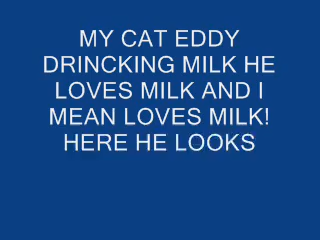 MY CAT EDDY
DRINCKING MILK HE
LOVES MILK AND I
MEAN LOVES MILK!
HERE HE LOOKS